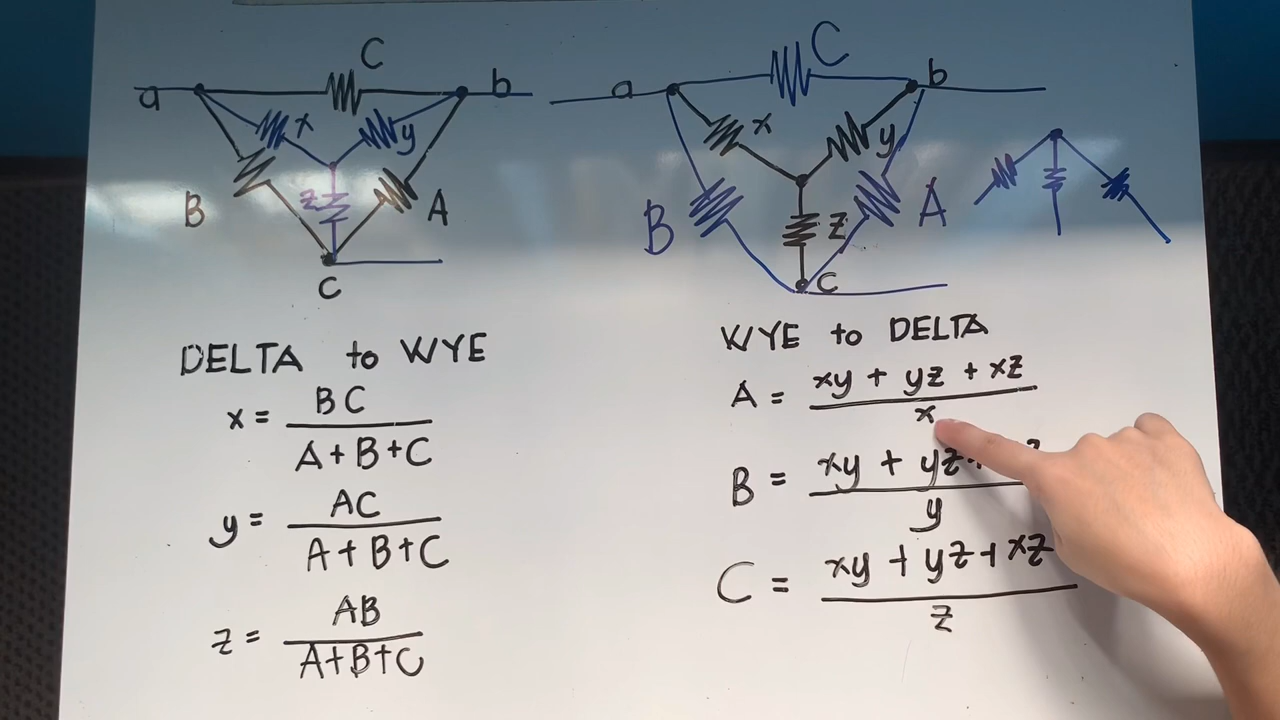 C
a b
x y
z
B A
c
DELTA to WYE
x = BC / A+B+C
y = AC / A+B+C
z = AB / A+B+C
C
a b
x y
B z A
c
WYE to DELTA
A = xy + yz + xz / x
B = xy + yz + / y
C = xy + yz + xz / z